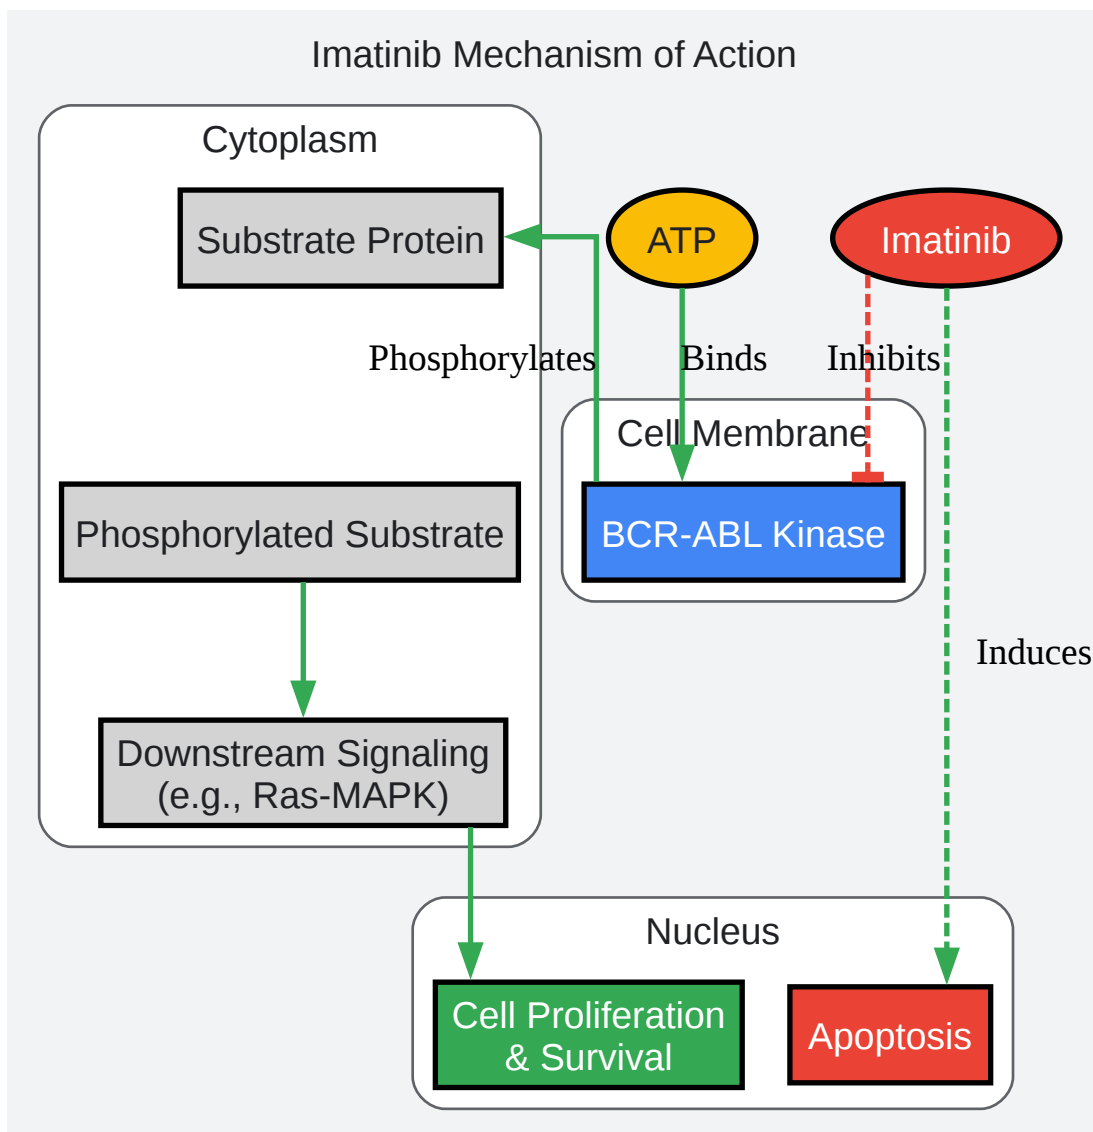 Imatinib Mechanism of Action
Cytoplasm
Substrate Protein
ATP
Imatinib
Phosphorylates
Binds
Inhibits
Cell Membrane
Phosphorylated Substrate
BCR-ABL Kinase
Induces
Downstream Signaling
(e.g., Ras-MAPK)
Nucleus
Cell Proliferation
& Survival
Apoptosis